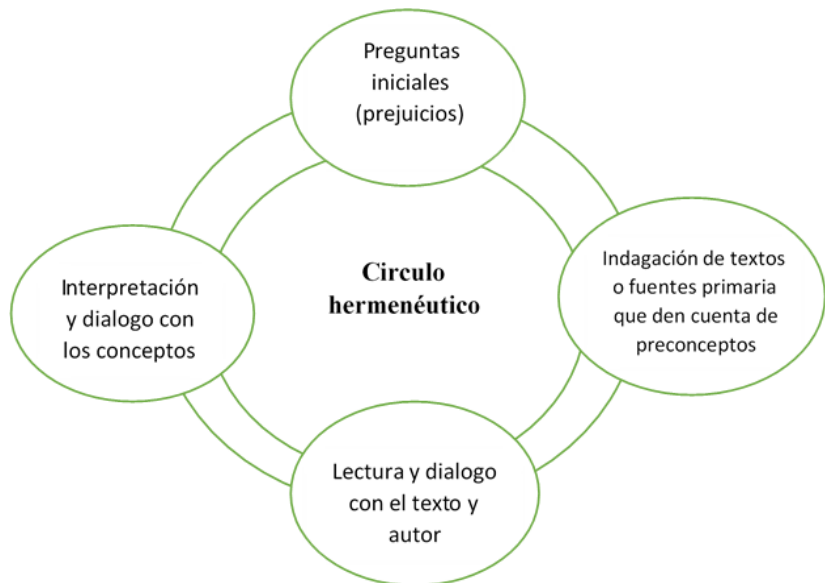 Preguntas
iniciales
(prejuicios)
Indagación de textos
o fuentes primaria
que den cuenta de
preconceptos
Circulo
hermenéutico
Interpretación
y dialogo con
los conceptos
Lectura y dialogo
con el texto y
autor